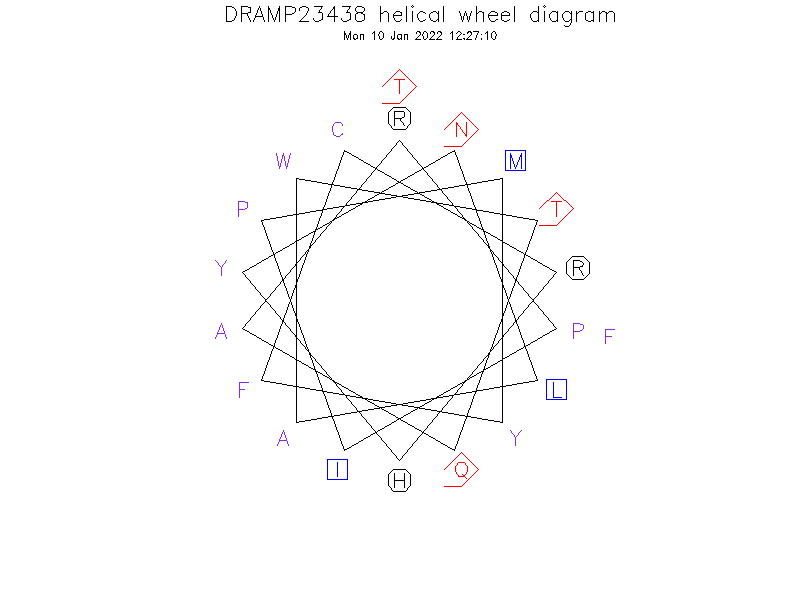 DRAMP23438 helical wheel diagram
Mon 10 Jan 2022 12:27:10
T
C R N
W M
P T
Y R
A P F
F L
A Y
I H Q